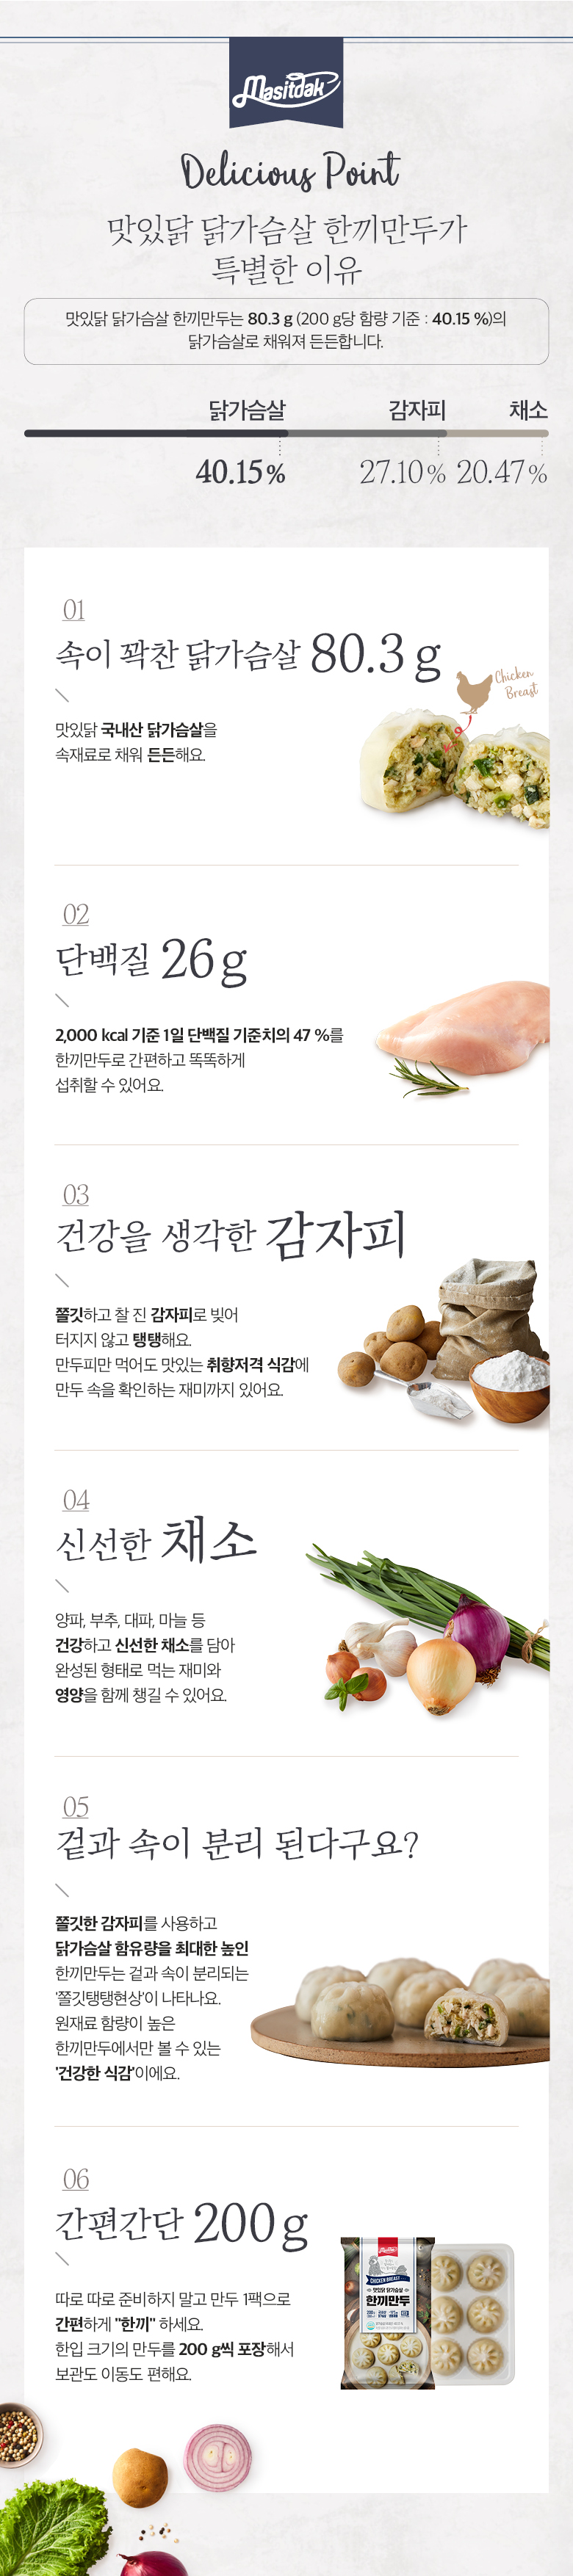 Masitdak
Delicious Point
맛있닭 닭가슴살 한끼만두가
특별한 이유
맛있닭 닭가슴살 한끼만두는 80.3 g (200 g당 함량 기준 : 40.15 %)의
닭가슴살로 채워져 든든합니다.
닭가슴살 감자피 채소
40.15% 27.10% 20.47%
01
속이 꽉찬 닭가슴살 80.3 g
Chicken
Breast
맛있닭 국내산 닭가슴살을
속재료로 채워 든든해요.
02
단백질 26g
2,000 kcal 기준 1일 단백질 기준치의 47 %를
한끼만두로 간편하고 똑똑하게
섭취할 수 있어요.
03
건강을 생각한 감자피
쫄깃하고 찰 진 감자피로 빚어
터지지 않고 탱탱해요.
만두피만 먹어도 맛있는 취향저격 식감에
만두 속을 확인하는 재미까지 있어요.
04
신선한 채소
양파, 부추, 대파, 마늘 등
건강하고 신선한 채소를 담아
완성된 형태로 먹는 재미와
영양을 함께 챙길 수 있어요.
05
겉과 속이 분리 된다구요?
쫄깃한 감자피를 사용하고
닭가슴살 함유량을 최대한 높인
한끼만두는 겉과 속이 분리되는
'쫄깃탱탱현상'이 나타나요.
원재료 함량이 높은
한끼만두에서만 볼 수 있는
'건강한 식감'이에요.
06
간편간단 200g
따로 따로 준비하지 말고 만두 1팩으로
간편하게 "한끼" 하세요.
한입 크기의 만두를 200 g씩 포장해서
보관도 이동도 편해요.
CHICKEN BREAST
맛있닭 닭가슴살
한끼만두